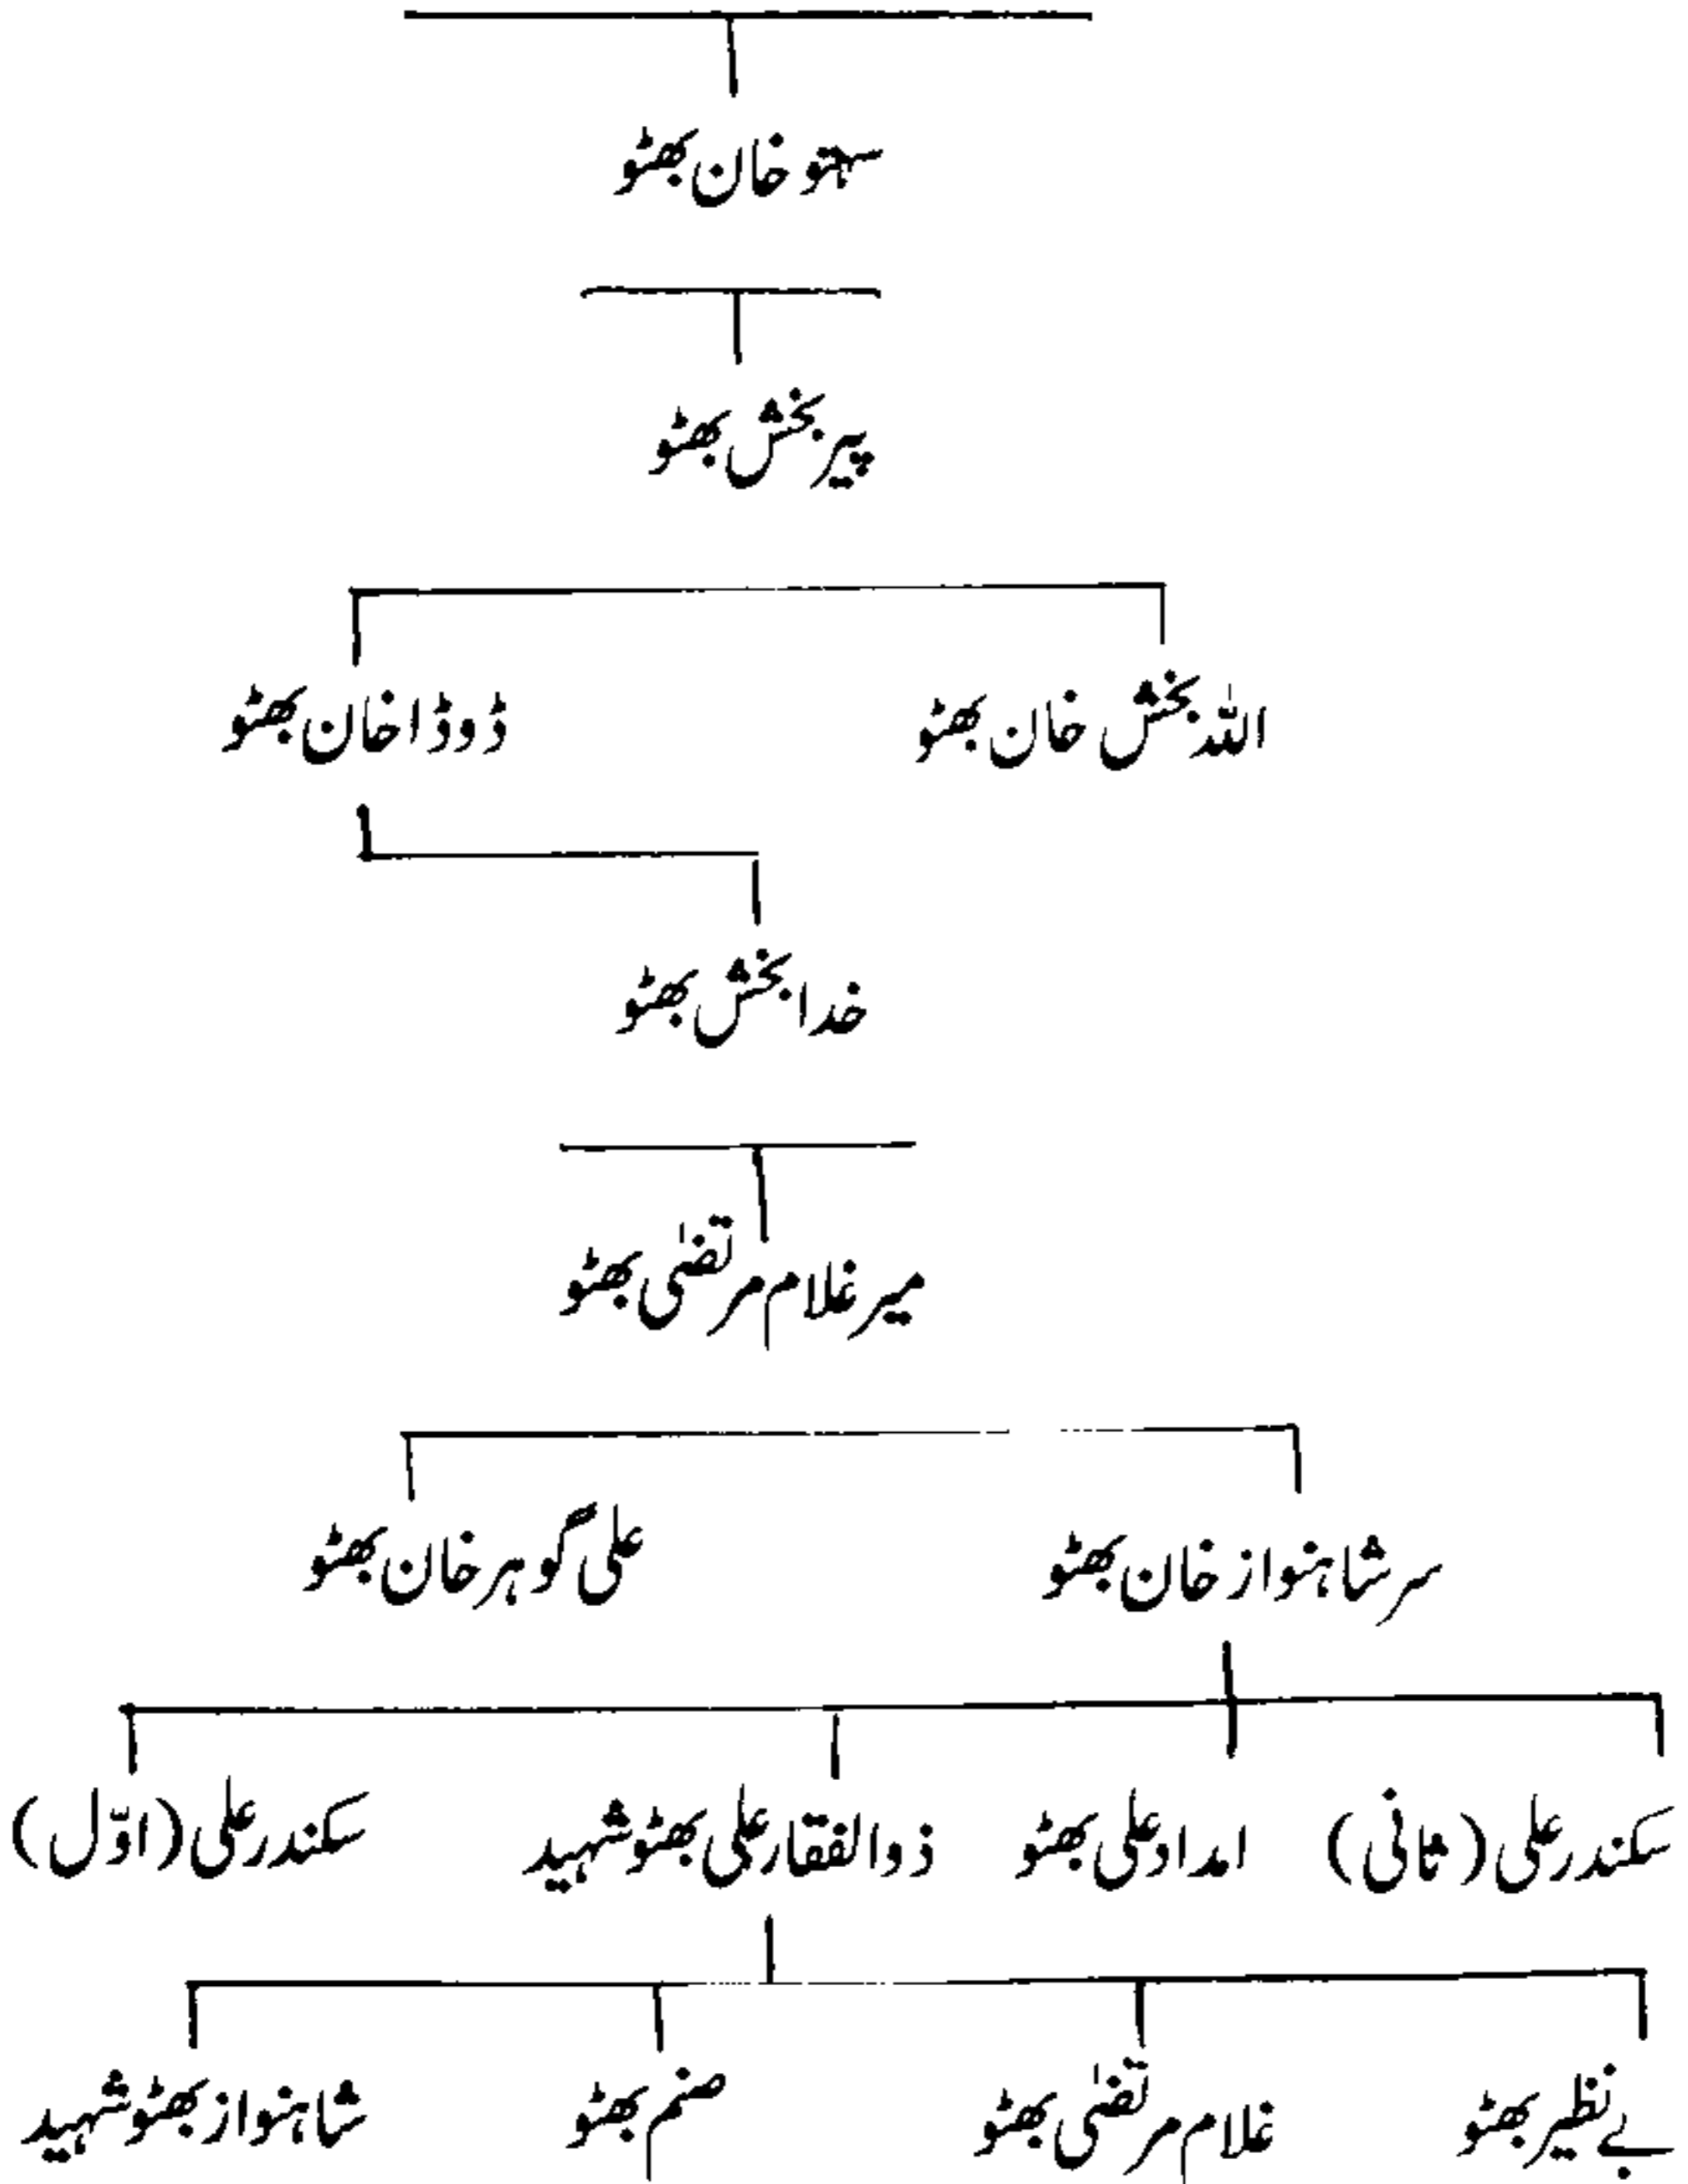 سہتو خان بھٹو
پیر بخش بھٹو
اللہ بخش خان بھٹو
ڈوڈا خان بھٹو
خدا بخش بھٹو
میر غلام مرتضیٰ بھٹو
سر شاہنواز خان بھٹو
علی گوہر خان بھٹو
سکندر علی (ثانی)
امداد علی بھٹو
ذوالفقار علی بھٹو شہید
سکندر علی (اوّل)
بے نظیر بھٹو
غلام مرتضیٰ بھٹو
صنم بھٹو
شاہنواز بھٹو شہید